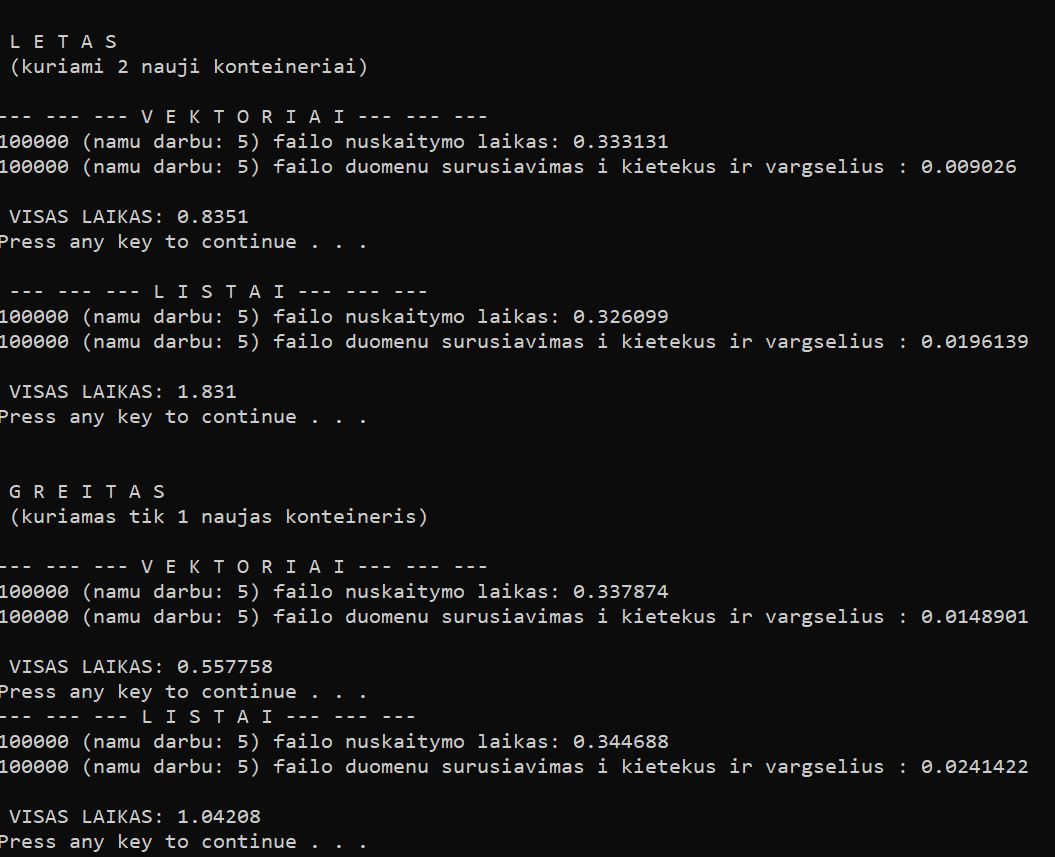 L E T A S
(kuriami 2 nauji konteineriai)
--- --- --- V E K T O R I A I --- --- ---
100000 (namu darbu: 5) failo nuskaitymo laikas: 0.333131
100000 (namu darbu: 5) failo duomenu surusiavimas i kietekus ir vargselius : 0.009026
VISAS LAIKAS: 0.8351
Press any key to continue . . .
--- --- --- L I S T A I --- --- ---
100000 (namu darbu: 5) failo nuskaitymo laikas: 0.326099
100000 (namu darbu: 5) failo duomenu surusiavimas i kietekus ir vargselius : 0.0196139
VISAS LAIKAS: 1.831
Press any key to continue . . .
G R E I T A S
(kuriamas tik 1 naujas konteineris)
--- --- --- V E K T O R I A I --- --- ---
100000 (namu darbu: 5) failo nuskaitymo laikas: 0.337874
100000 (namu darbu: 5) failo duomenu surusiavimas i kietekus ir vargselius : 0.0148901
VISAS LAIKAS: 0.557758
Press any key to continue . . .
--- --- --- L I S T A I --- --- ---
100000 (namu darbu: 5) failo nuskaitymo laikas: 0.344688
100000 (namu darbu: 5) failo duomenu surusiavimas i kietekus ir vargselius : 0.0241422
VISAS LAIKAS: 1.04208
Press any key to continue . . .